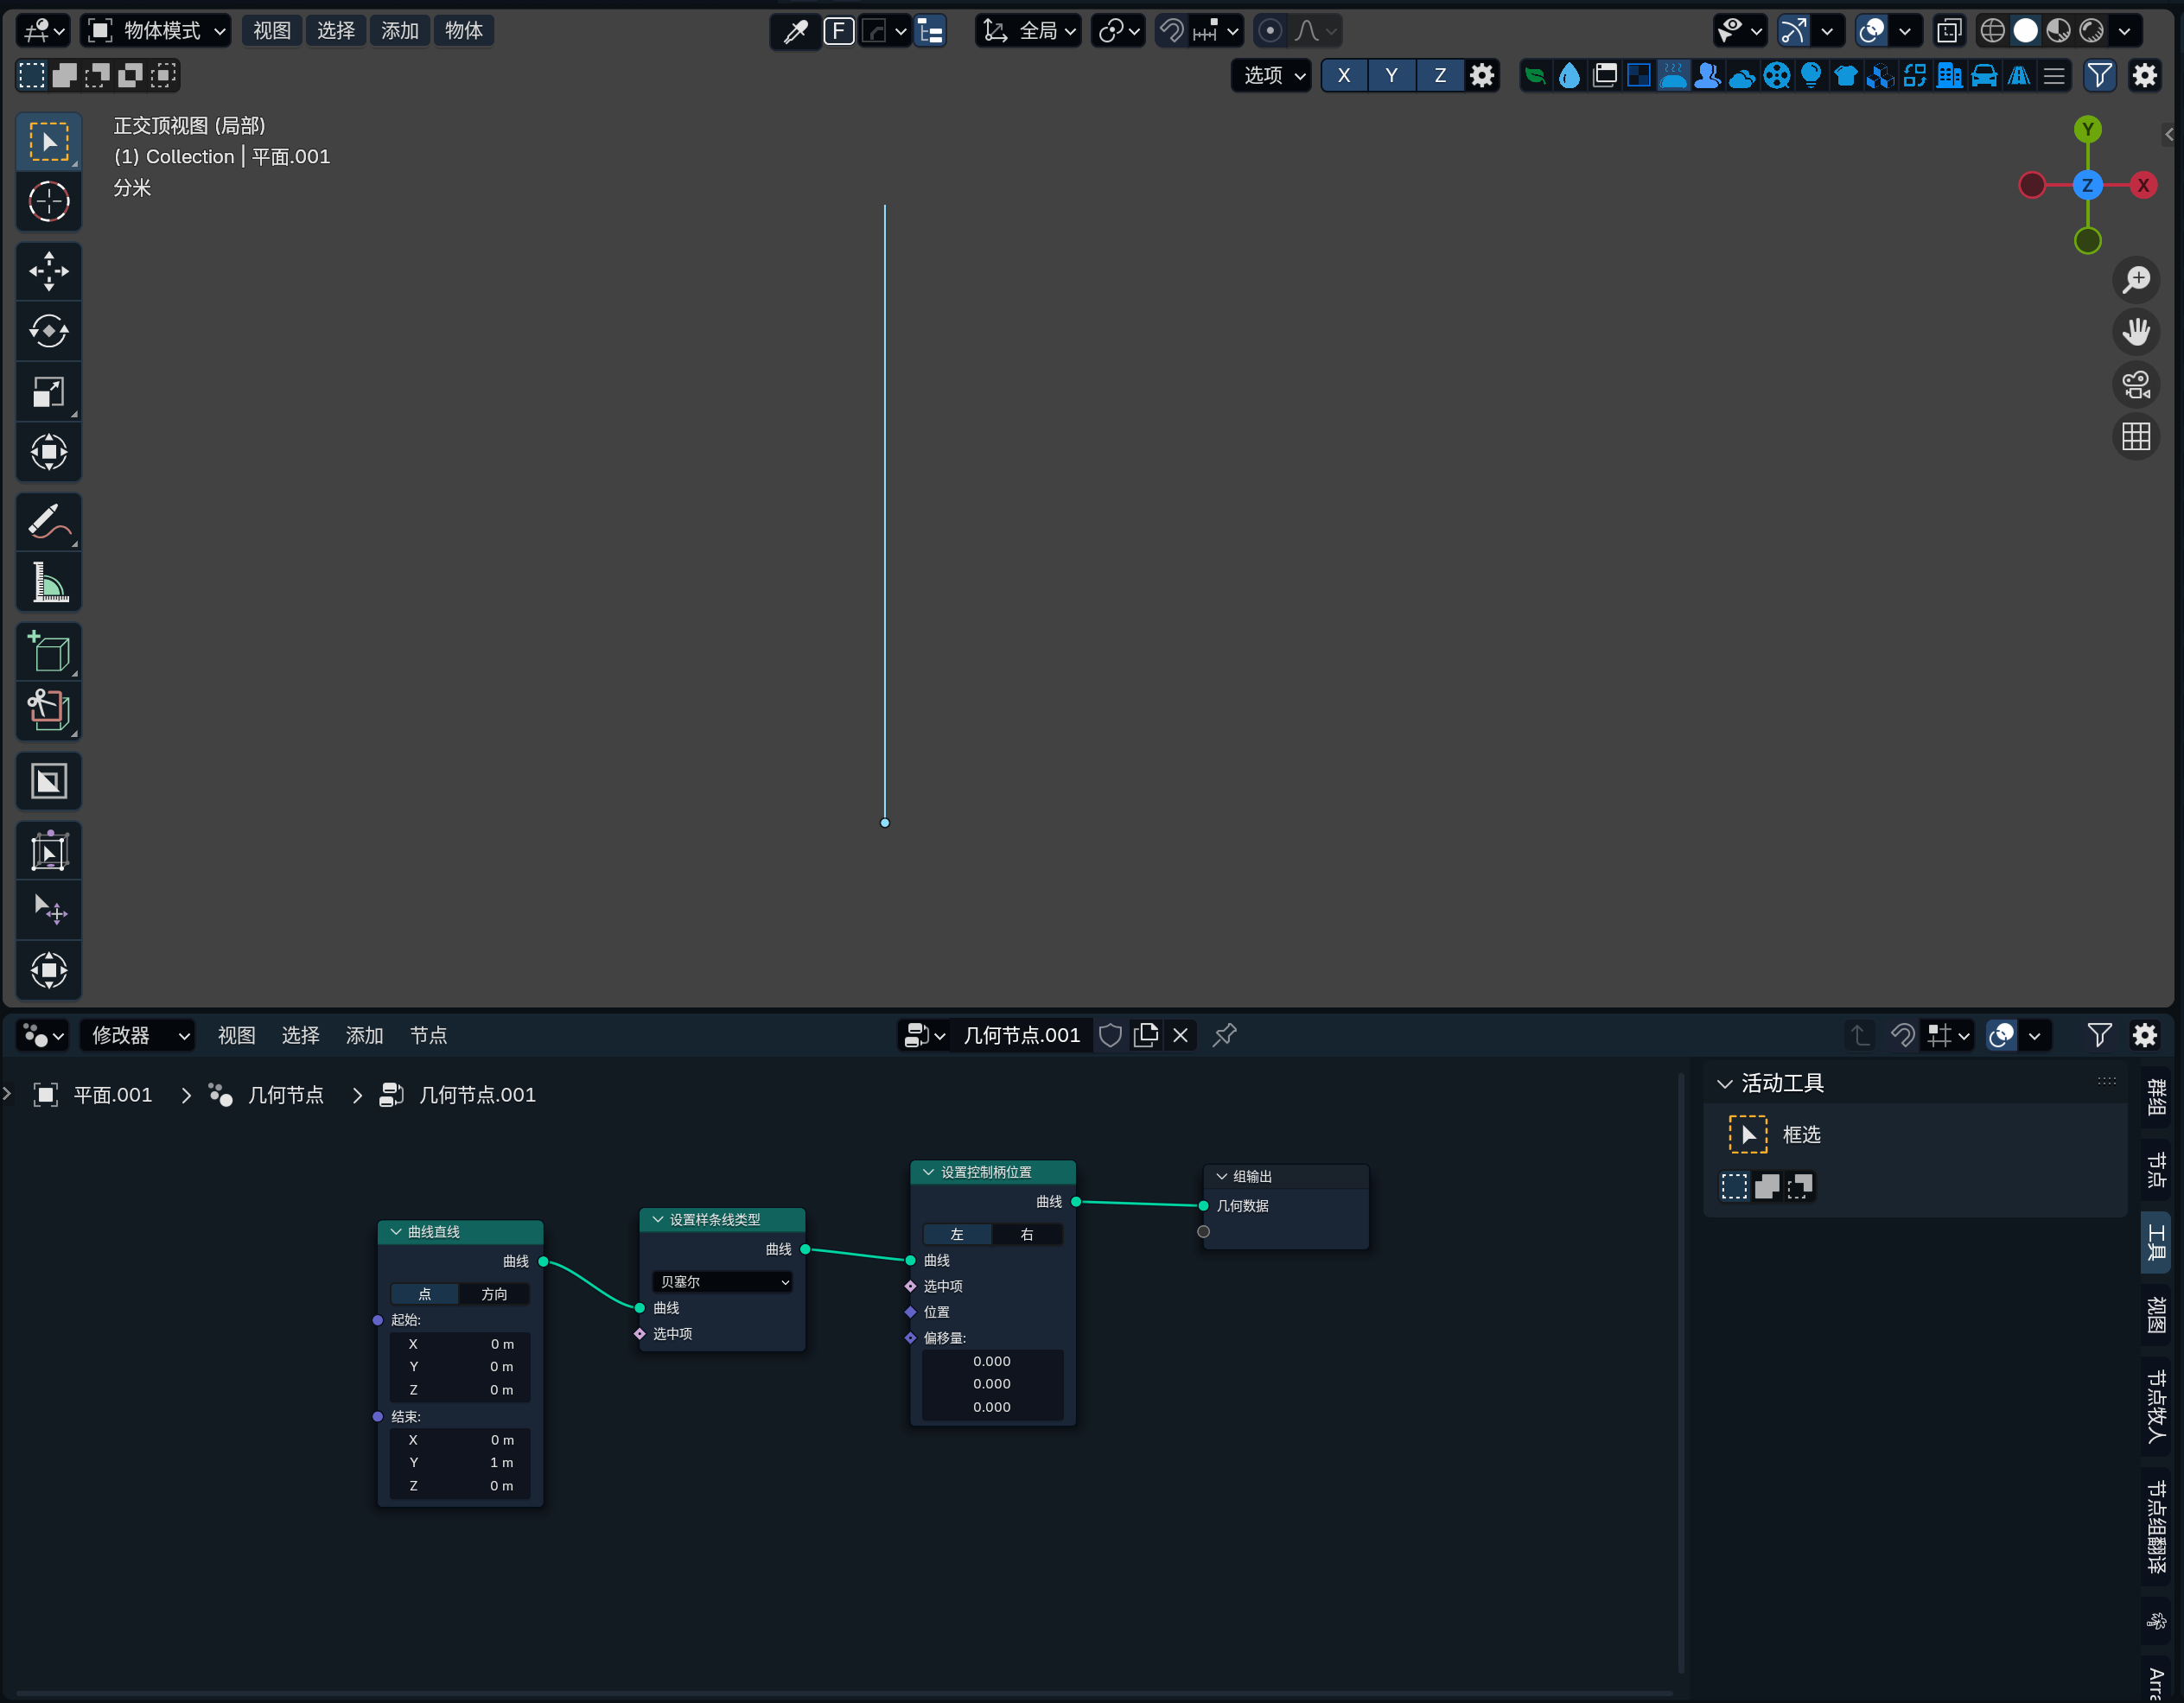 物体模式 视图 选择 添加 物体 F 全局
选项 X Y Z
正交顶视图 (局部)
(1) Collection | 平面.001
分米
Y
Z X
修改器 视图 选择 添加 节点 几何节点.001
平面.001 > 几何节点 > 几何节点.001
曲线直线
曲线
点 方向
起始:
X 0 m
Y 0 m
Z 0 m
结束:
X 0 m
Y 1 m
Z 0 m
设置样条线类型
曲线
贝塞尔
曲线
选中项
设置控制柄位置
曲线
左 右
曲线
选中项
位置
偏移量:
0.000
0.000
0.000
组输出
几何数据
活动工具
框选
群组
节点
工具
视图
节点牧人
节点组翻译
Arr